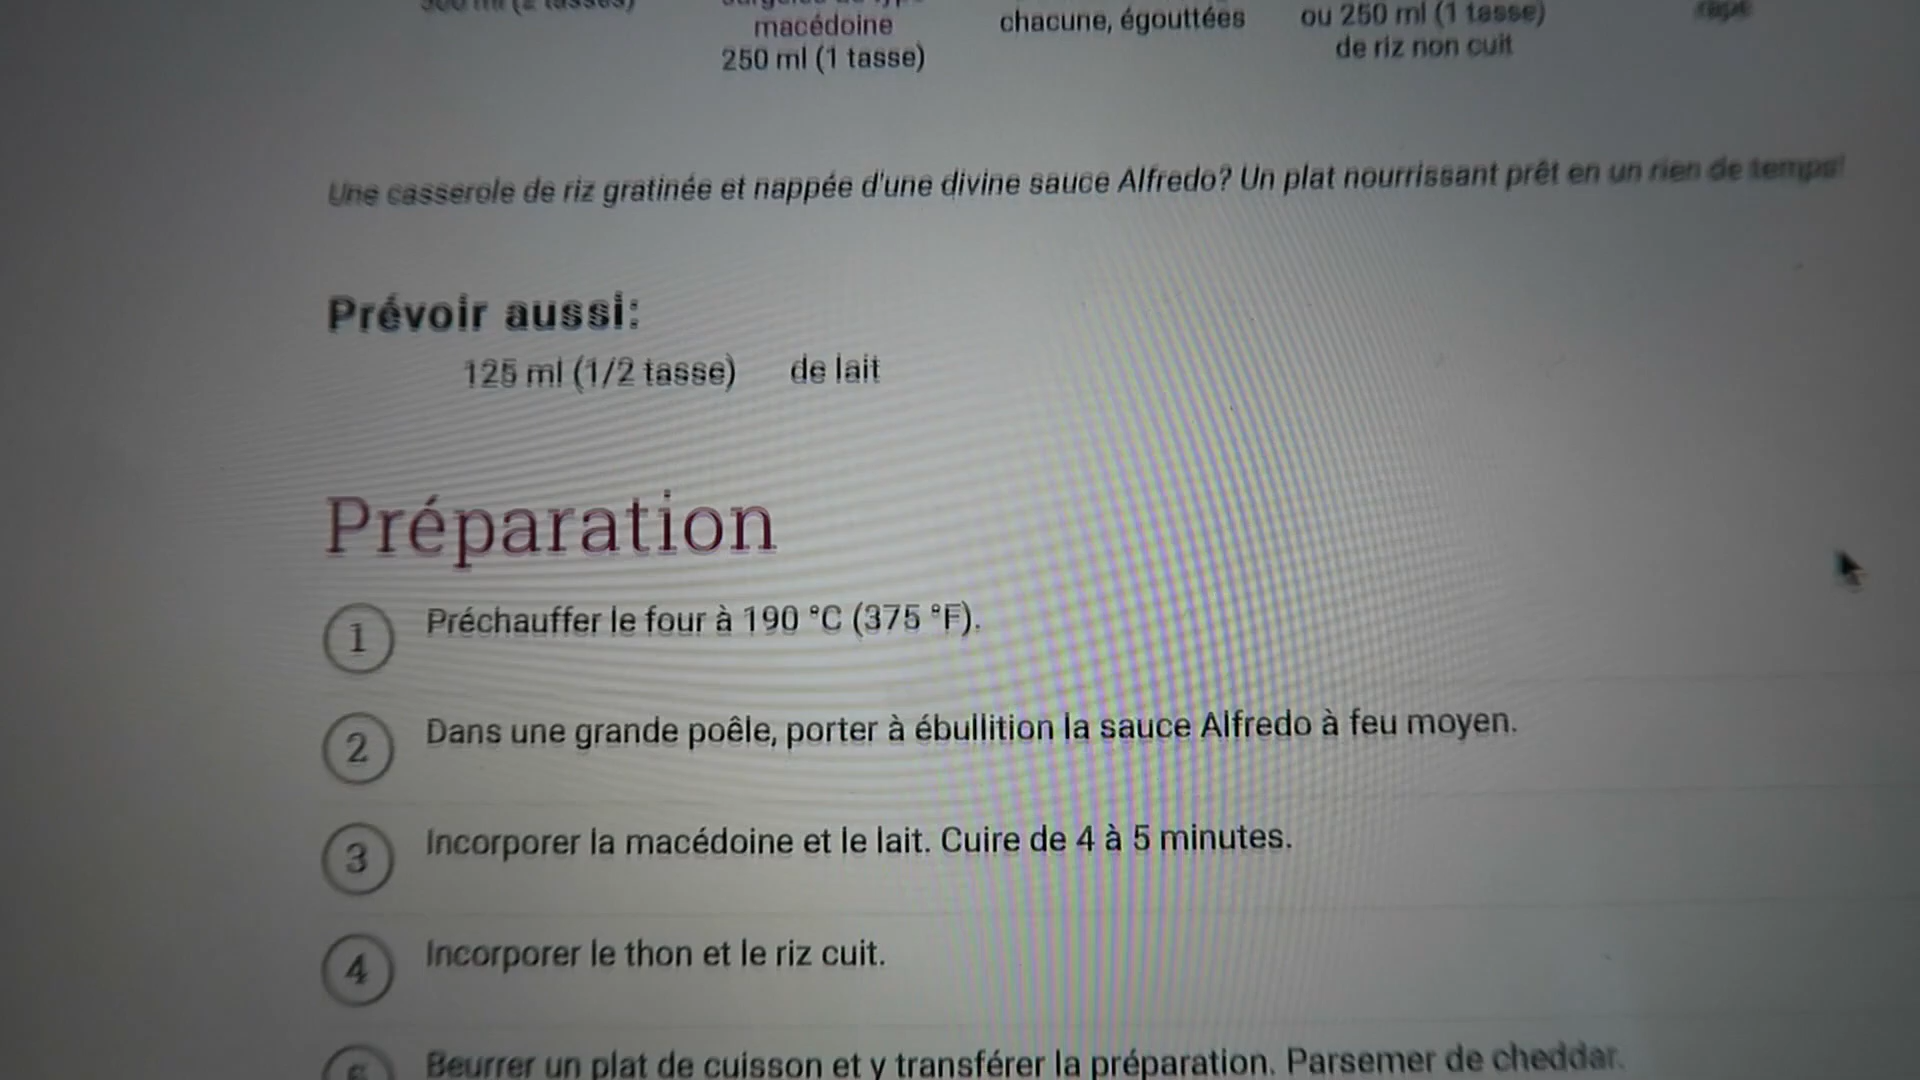 (2 tasses)
macédoine
250 ml (1 tasse)
chacune, égouttées
ou 250 ml (1 tasse)
de riz non cuit
râpé
Une casserole de riz gratinée et nappée d'une divine sauce Alfredo? Un plat nourrissant prêt en un rien de temps!
Prévoir aussi:
125 ml (1/2 tasse) de lait
Préparation
1 Préchauffer le four à 190 °C (375 °F).
2 Dans une grande poêle, porter à ébullition la sauce Alfredo à feu moyen.
3 Incorporer la macédoine et le lait. Cuire de 4 à 5 minutes.
4 Incorporer le thon et le riz cuit.
5 Beurrer un plat de cuisson et y transférer la préparation. Parsemer de cheddar.